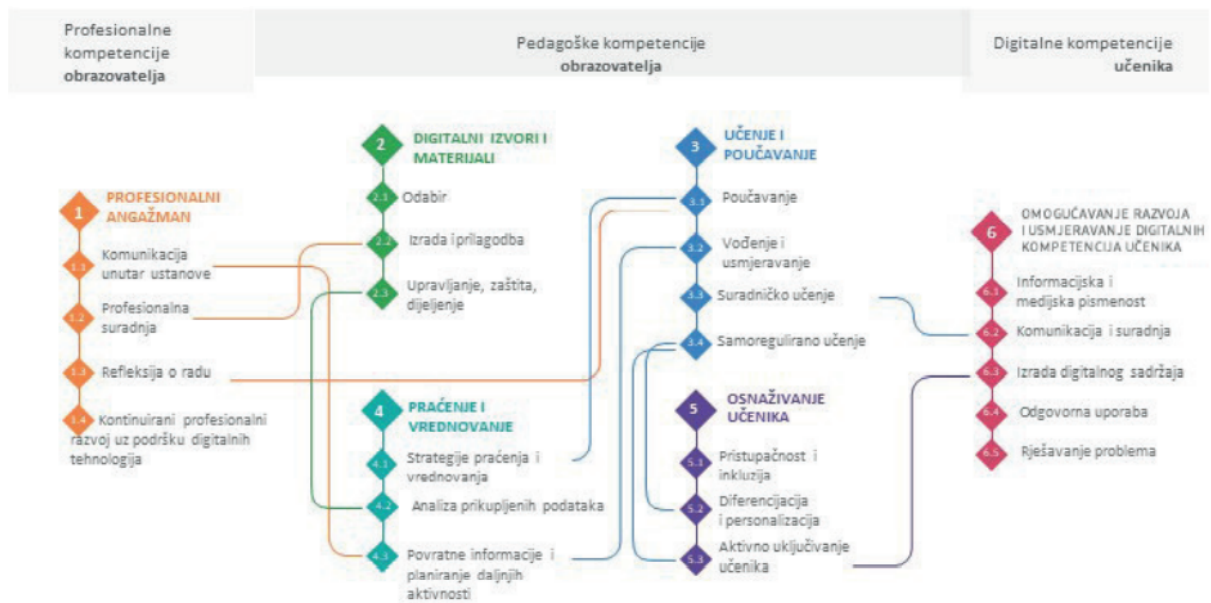 Profesionalne
kompetencije
obrazovatelja
Pedagoške kompetencije
obrazovatelja
Digitalne kompetencije
učenika
1
PROFESIONALNI
ANGAŽMAN
1.1
Komunikacija
unutar ustanove
1.2
Profesionalna
suradnja
1.3
Refleksija o radu
1.4
Kontinuirani profesionalni
razvoj uz podršku digitalnih
tehnologija
2
DIGITALNI IZVORI I
MATERIJALI
2.1
Odabir
2.2
Izrada i prilagodba
2.3
Upravljanje, zaštita,
dijeljenje
4
PRAĆENJE I
VREDNOVANJE
4.1
Strategije praćenja i
vrednovanja
4.2
Analiza prikupljenih podataka
4.3
Povratne informacije i
planiranje daljnjih
aktivnosti
3
UČENJE I
POUČAVANJE
3.1
Poučavanje
3.2
Vođenje i
usmjeravanje
3.3
Suradničko učenje
3.4
Samoregulirano učenje
5
OSNAŽIVANJE
UČENIKA
5.1
Pristupačnost i
inkluzija
5.2
Diferencijacija
i personalizacija
5.3
Aktivno uključivanje
učenika
6
OMOGUĆAVANJE RAZVOJA
I USMJERAVANJE DIGITALNIH
KOMPETENCIJA UČENIKA
6.1
Informacijska i
medijska pismenost
6.2
Komunikacija i suradnja
6.3
Izrada digitalnog sadržaja
6.4
Odgovorna uporaba
6.5
Rješavanje problema